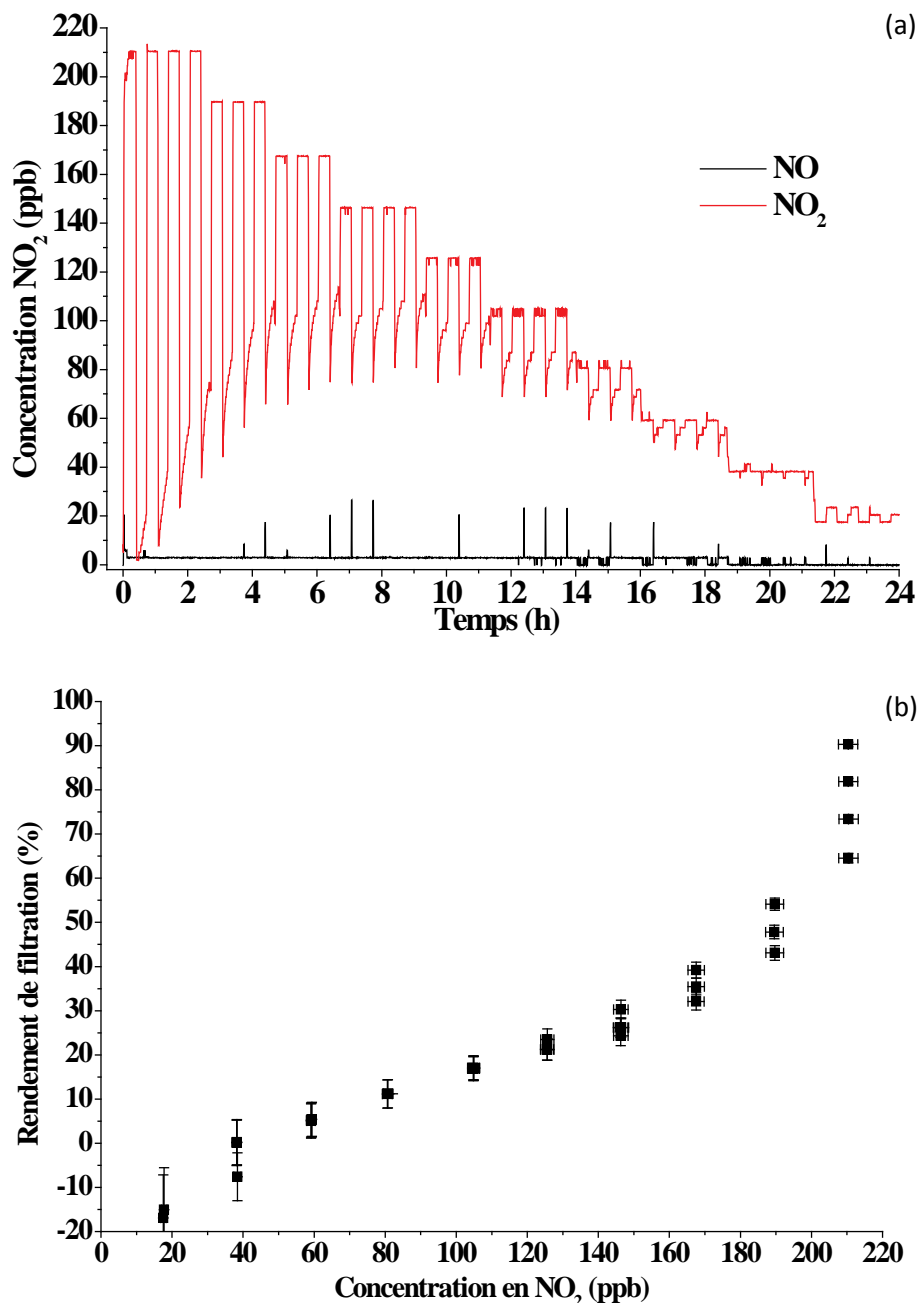 (a)
220
200
180
160
140
120
100
80
60
40
20
0
Concentration NO₂ (ppb)
NO
NO₂
0 2 4 6 8 10 12 14 16 18 20 22 24
Temps (h)
(b)
100
90
80
70
60
50
40
30
20
10
0
-10
-20
Rendement de filtration (%)
0 20 40 60 80 100 120 140 160 180 200 220
Concentration en NO₂ (ppb)